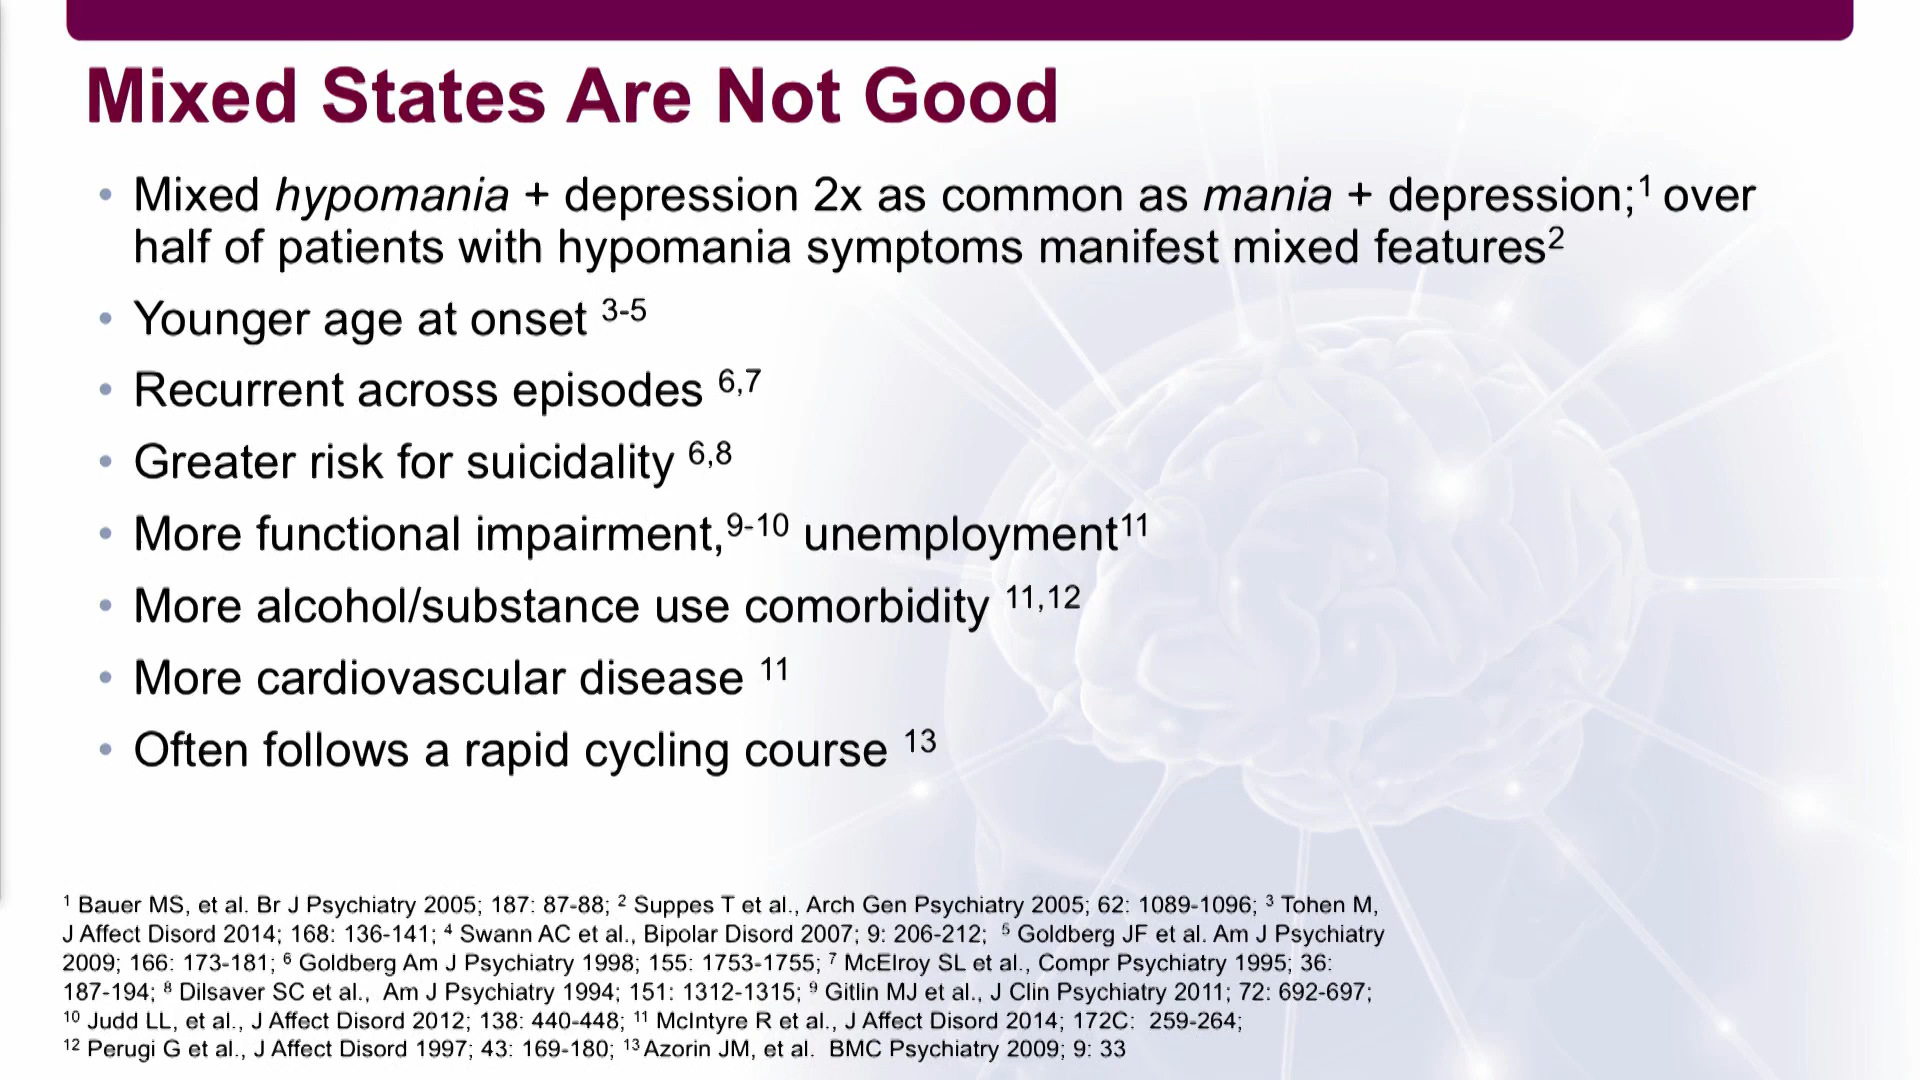 Mixed States Are Not Good
• Mixed hypomania + depression 2x as common as mania + depression;¹ over
half of patients with hypomania symptoms manifest mixed features²
• Younger age at onset ³⁻⁵
• Recurrent across episodes ⁶,⁷
• Greater risk for suicidality ⁶,⁸
• More functional impairment,⁹⁻¹⁰ unemployment¹¹
• More alcohol/substance use comorbidity ¹¹,¹²
• More cardiovascular disease ¹¹
• Often follows a rapid cycling course ¹³
¹ Bauer MS, et al. Br J Psychiatry 2005; 187: 87-88; ² Suppes T et al., Arch Gen Psychiatry 2005; 62: 1089-1096; ³ Tohen M,
J Affect Disord 2014; 168: 136-141; ⁴ Swann AC et al., Bipolar Disord 2007; 9: 206-212; ⁵ Goldberg JF et al. Am J Psychiatry
2009; 166: 173-181; ⁶ Goldberg Am J Psychiatry 1998; 155: 1753-1755; ⁷ McElroy SL et al., Compr Psychiatry 1995; 36:
187-194; ⁸ Dilsaver SC et al., Am J Psychiatry 1994; 151: 1312-1315; ⁹ Gitlin MJ et al., J Clin Psychiatry 2011; 72: 692-697;
¹⁰ Judd LL, et al., J Affect Disord 2012; 138: 440-448; ¹¹ McIntyre R et al., J Affect Disord 2014; 172C: 259-264;
¹² Perugi G et al., J Affect Disord 1997; 43: 169-180; ¹³ Azorin JM, et al. BMC Psychiatry 2009; 9: 33